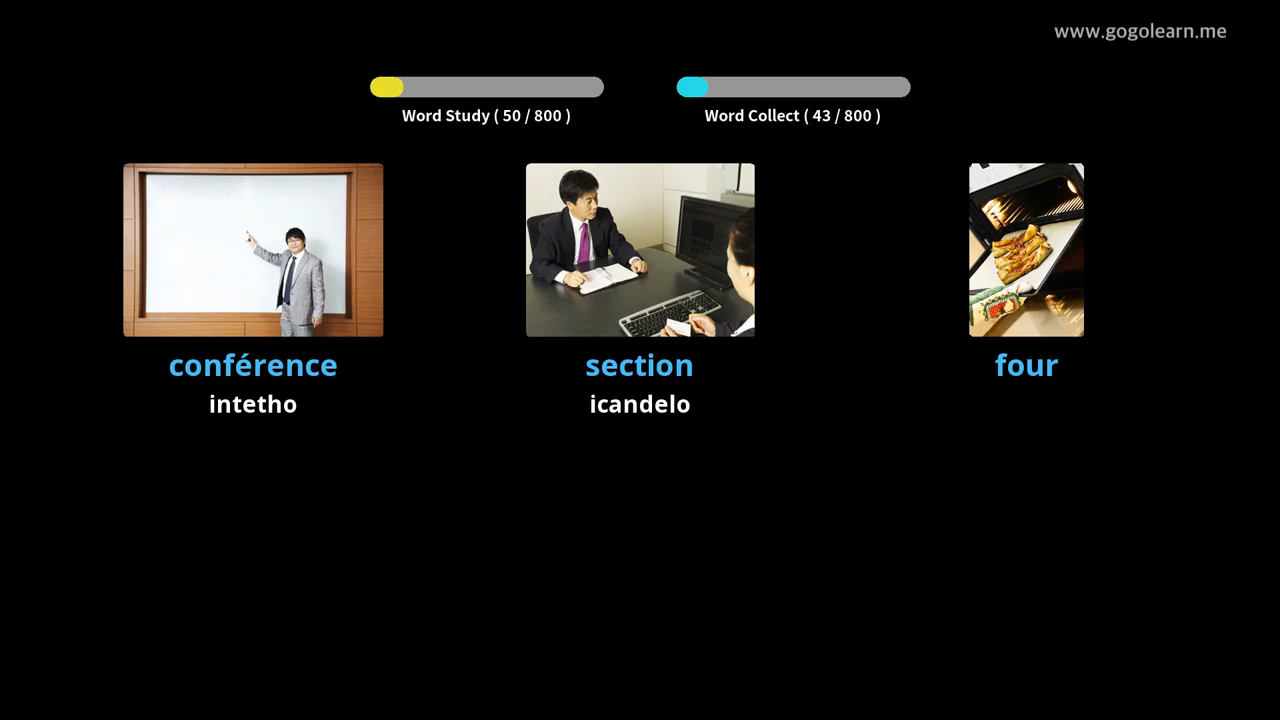 www.gogolearn.me
Word Study ( 50 / 800 )
Word Collect ( 43 / 800 )
conférence
intetho
section
icandelo
four